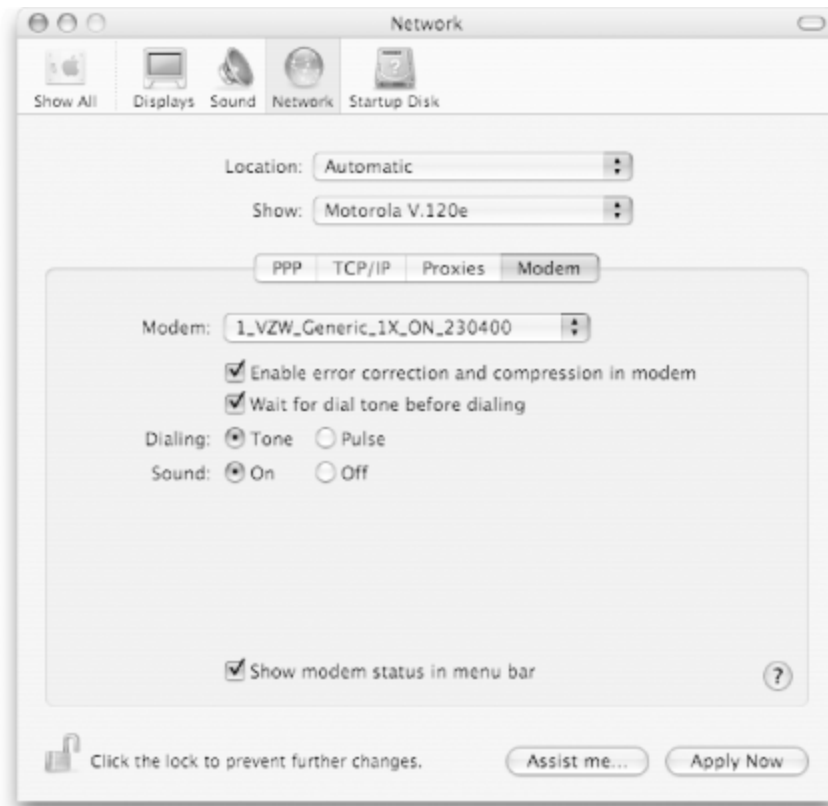 Network
Show All Displays Sound Network Startup Disk
Location: Automatic
Show: Motorola V.120e
PPP TCP/IP Proxies Modem
Modem: 1_VZW_Generic_1X_ON_230400
Enable error correction and compression in modem
Wait for dial tone before dialing
Dialing: Tone Pulse
Sound: On Off
Show modem status in menu bar
?
Click the lock to prevent further changes. Assist me... Apply Now